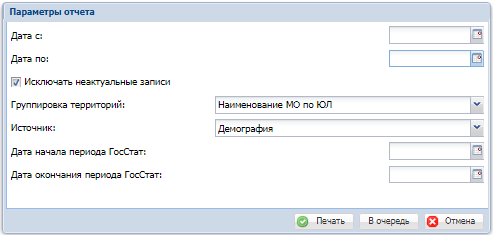 Параметры отчета
Дата с:
Дата по:
Исключать неактуальные записи
Группировка территорий: Наименование МО по ЮЛ
Источник: Демография
Дата начала периода ГосСтат:
Дата окончания периода ГосСтат:
Печать В очередь Отмена